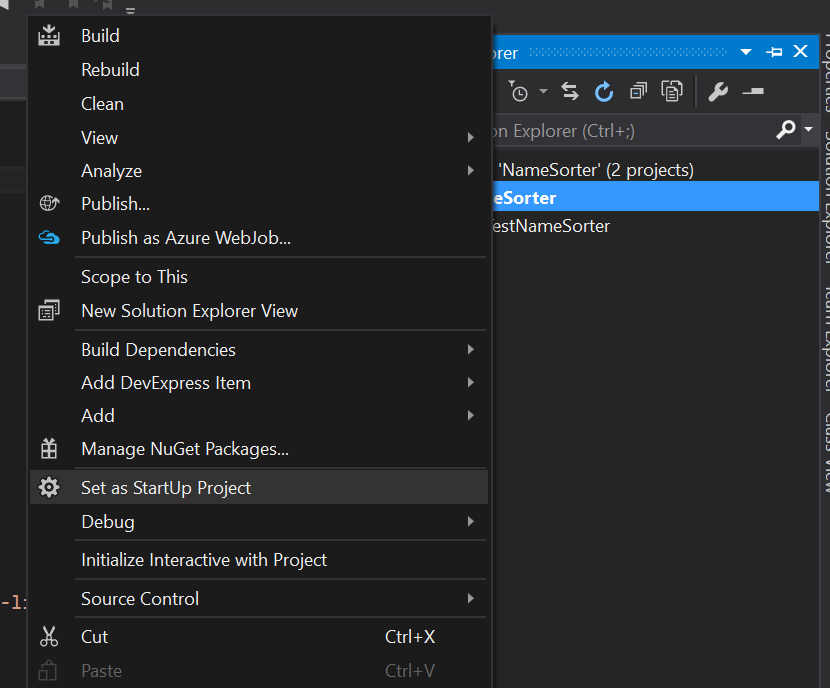 Build
Rebuild
Clean
View
Analyze
Publish...
Publish as Azure WebJob...
Scope to This
New Solution Explorer View
Build Dependencies
Add DevExpress Item
Add
Manage NuGet Packages...
Set as StartUp Project
Debug
Initialize Interactive with Project
Source Control
Cut Ctrl+X
Paste Ctrl+V
orer
on Explorer (Ctrl+;)
'NameSorter' (2 projects)
eSorter
estNameSorter
Properties
Solution Explorer
Team Explorer
Class View
-1: